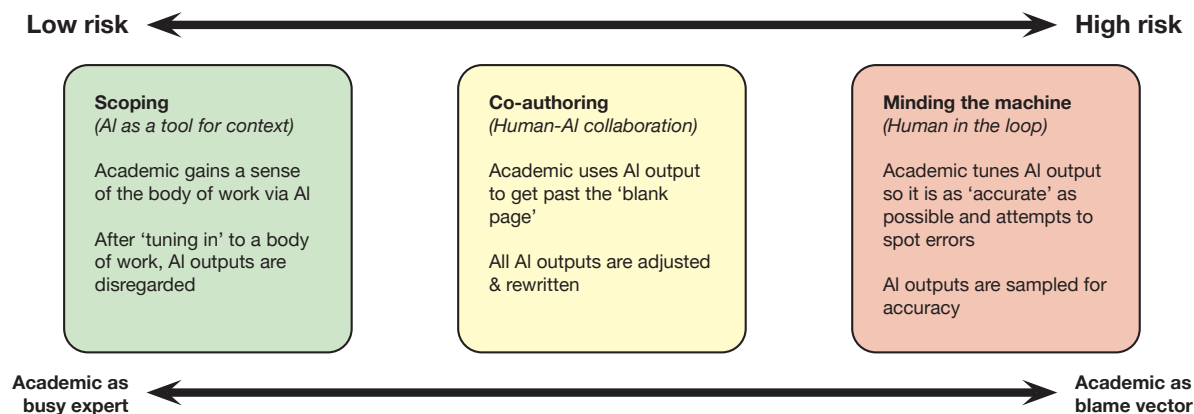 Low risk
High risk
Scoping
(AI as a tool for context)
Academic gains a sense
of the body of work via AI
After ‘tuning in’ to a body
of work, AI outputs are
disregarded
Co-authoring
(Human-AI collaboration)
Academic uses AI output
to get past the ‘blank
page’
All AI outputs are adjusted
& rewritten
Minding the machine
(Human in the loop)
Academic tunes AI output
so it is as ‘accurate’ as
possible and attempts to
spot errors
AI outputs are sampled for
accuracy
Academic as
busy expert
Academic as
blame vector